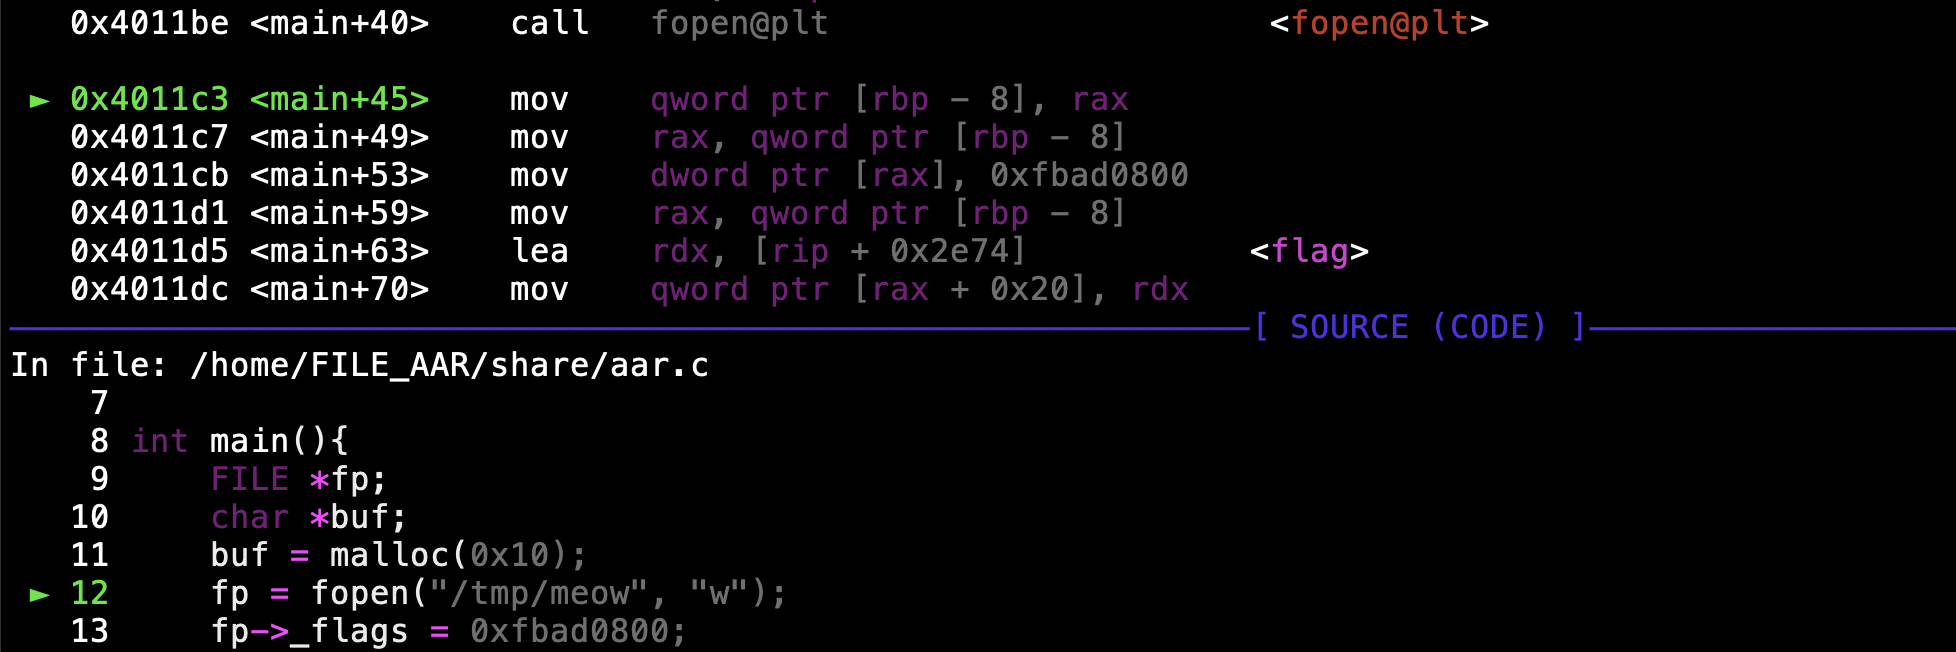 0x4011be <main+40> call fopen@plt <fopen@plt>
► 0x4011c3 <main+45> mov qword ptr [rbp - 8], rax
0x4011c7 <main+49> mov rax, qword ptr [rbp - 8]
0x4011cb <main+53> mov dword ptr [rax], 0xfbad0800
0x4011d1 <main+59> mov rax, qword ptr [rbp - 8]
0x4011d5 <main+63> lea rdx, [rip + 0x2e74] <flag>
0x4011dc <main+70> mov qword ptr [rax + 0x20], rdx
[ SOURCE (CODE) ]
In file: /home/FILE_AAR/share/aar.c
7
8 int main(){
9 FILE *fp;
10 char *buf;
11 buf = malloc(0x10);
► 12 fp = fopen("/tmp/meow", "w");
13 fp->_flags = 0xfbad0800;